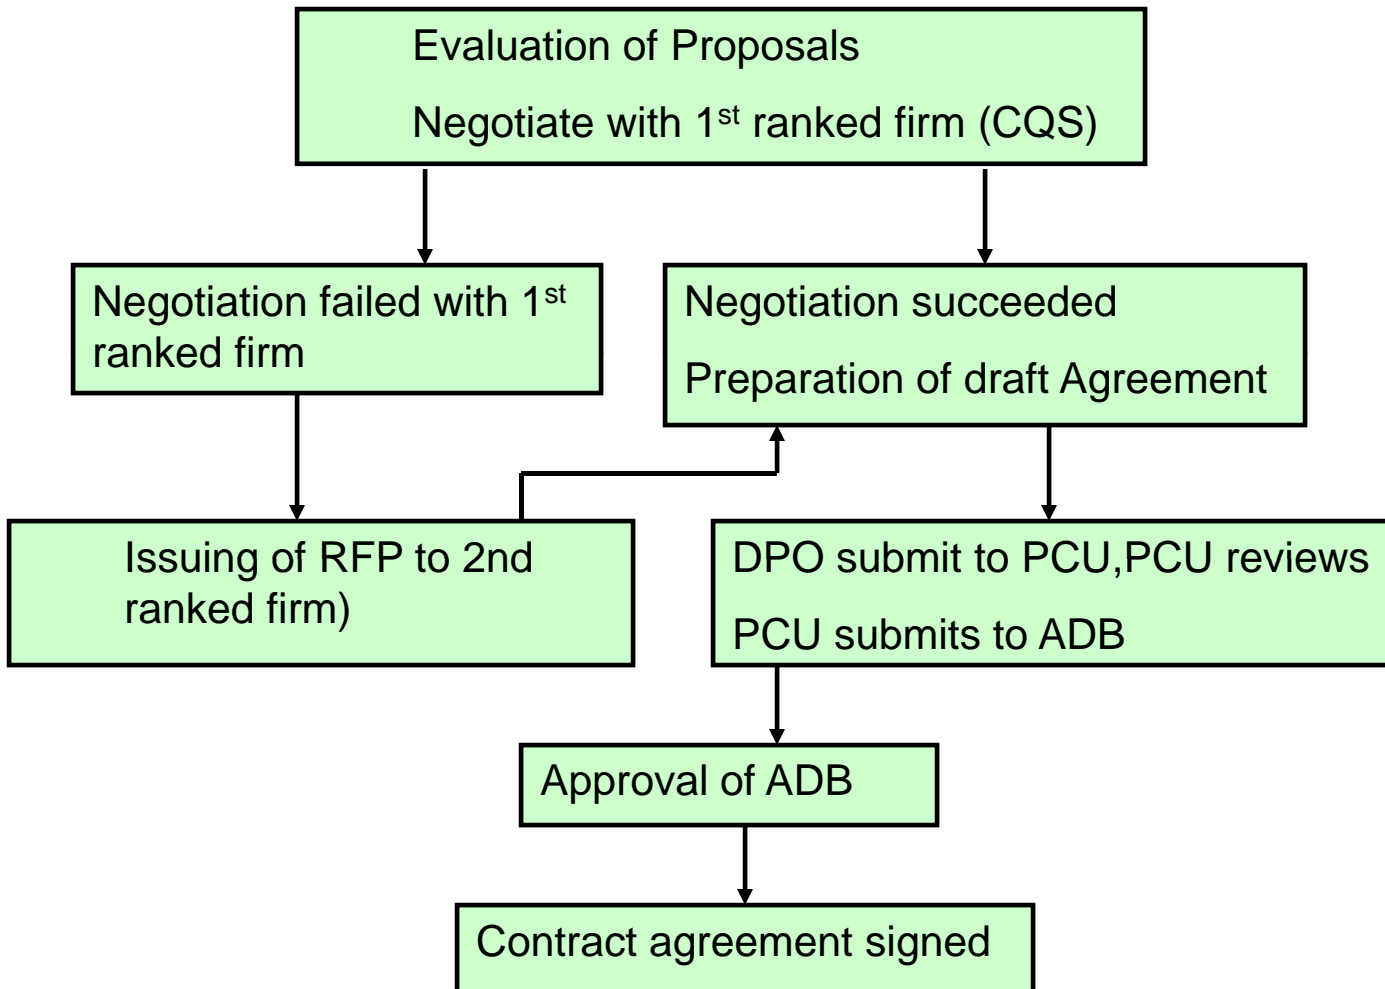 Evaluation of Proposals
Negotiate with 1st ranked firm (CQS)
Negotiation failed with 1st
ranked firm
Negotiation succeeded
Preparation of draft Agreement
Issuing of RFP to 2nd
ranked firm)
DPO submit to PCU,PCU reviews
PCU submits to ADB
Approval of ADB
Contract agreement signed